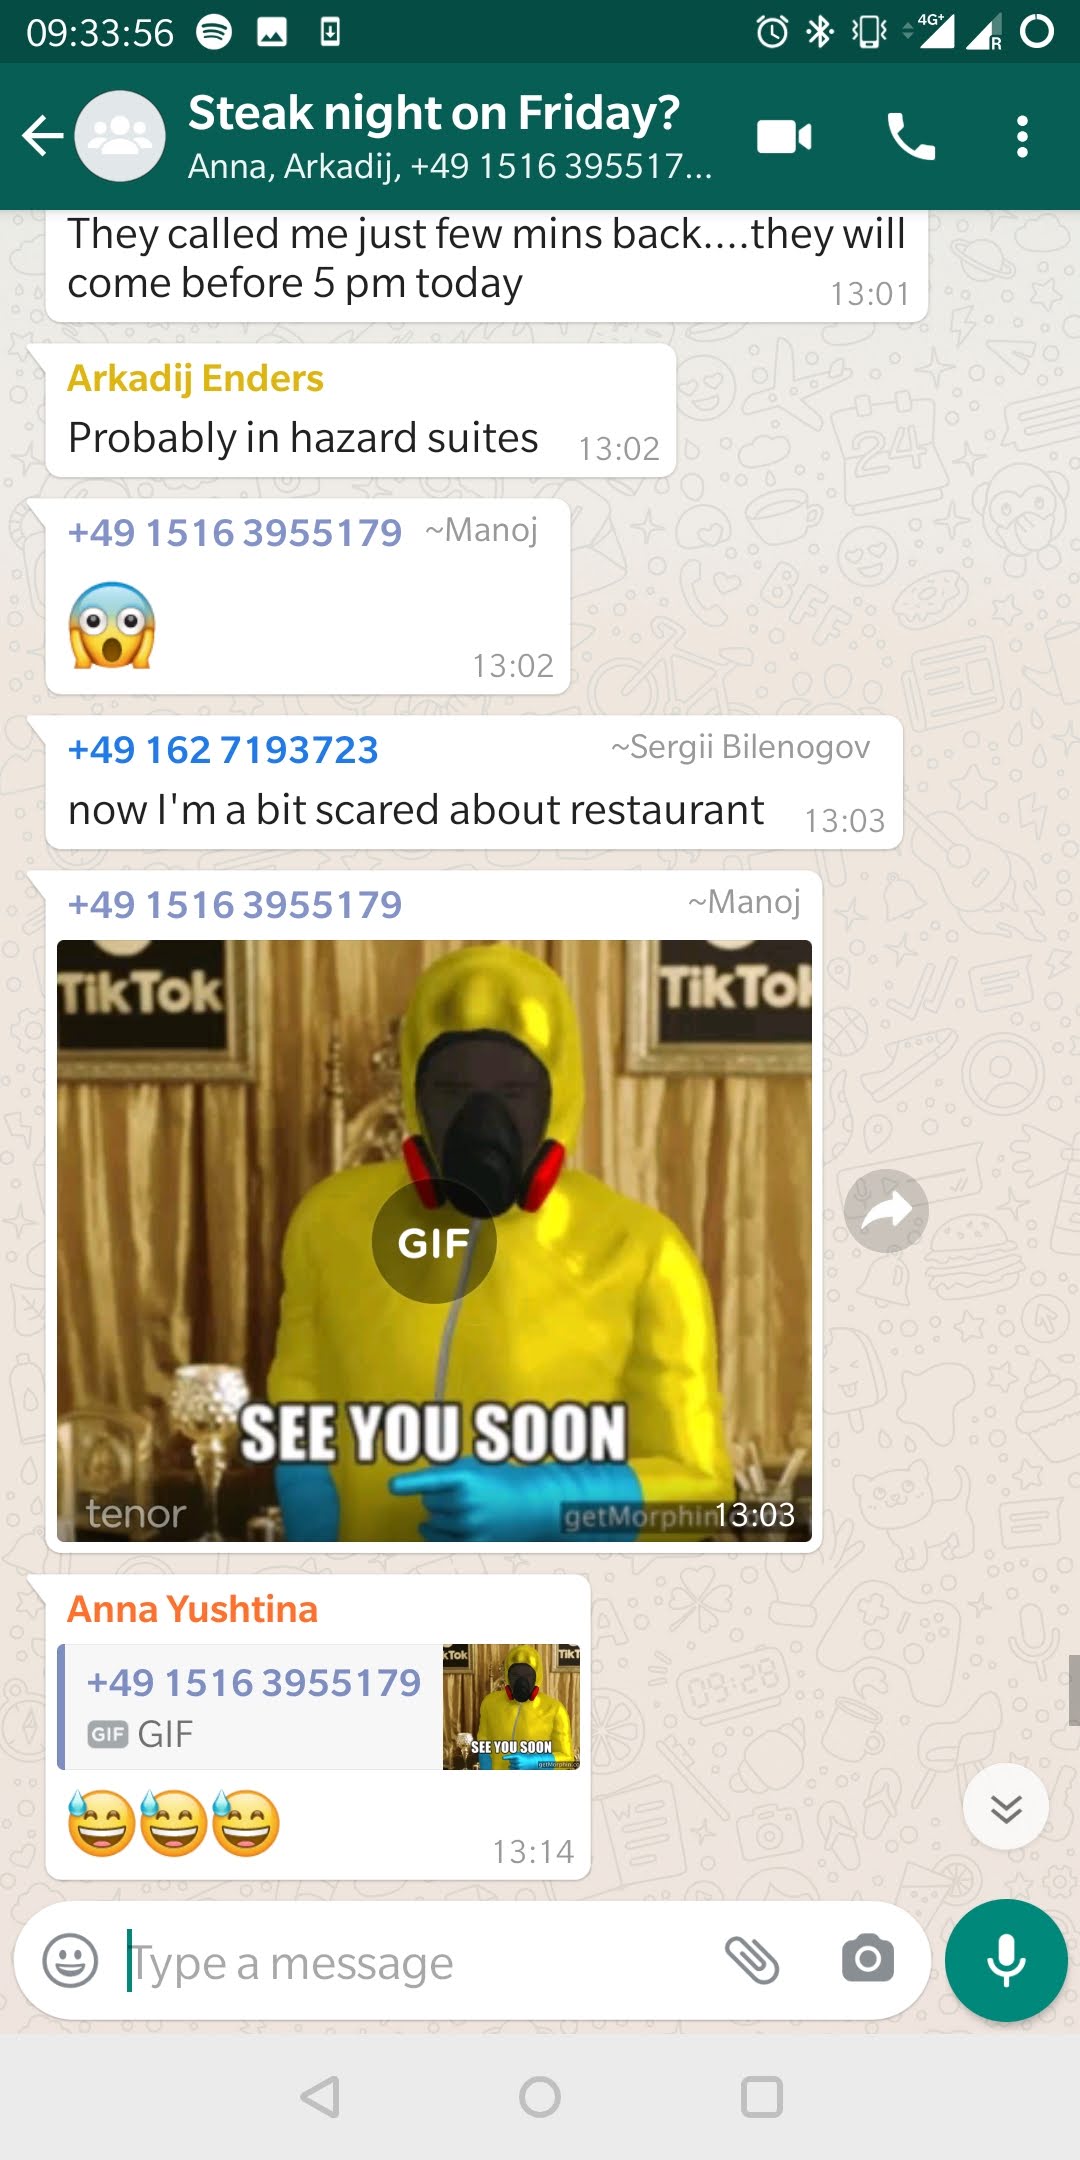 09:33:56
4G+
R
Steak night on Friday?
Anna, Arkadij, +49 1516 395517...
They called me just few mins back....they will
come before 5 pm today
13:01
Arkadij Enders
Probably in hazard suites
13:02
+49 1516 3955179 ~Manoj
13:02
+49 162 7193723 ~Sergii Bilenogov
now I'm a bit scared about restaurant
13:03
+49 1516 3955179 ~Manoj
TikTok
TikTok
GIF
SEE YOU SOON
tenor
getMorphin
13:03
Anna Yushtina
+49 1516 3955179
GIF GIF
kTok
TikT
SEE YOU SOON
13:14
Type a message